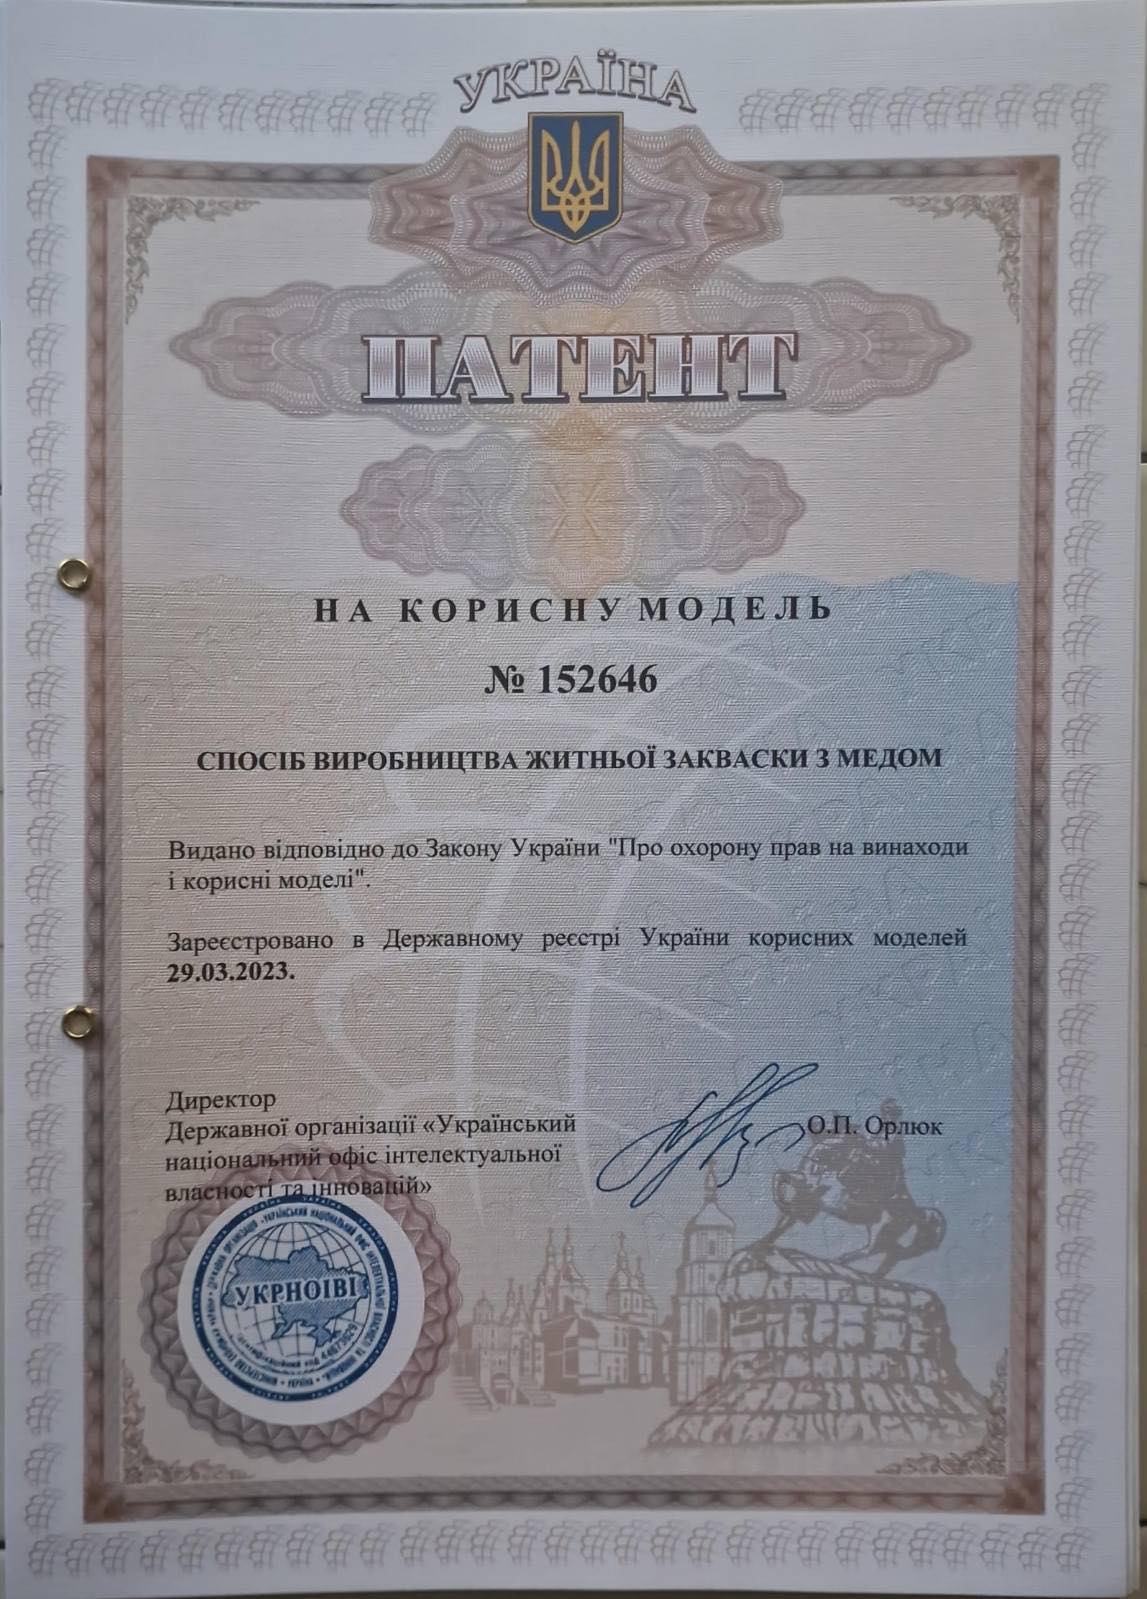 УКРАЇНА
ПАТЕНТ
НА КОРИСНУ МОДЕЛЬ
№ 152646
СПОСІБ ВИРОБНИЦТВА ЖИТНЬОЇ ЗАКВАСКИ З МЕДОМ
Видано відповідно до Закону України "Про охорону прав на винаходи
і корисні моделі".
Зареєстровано в Державному реєстрі України корисних моделей
29.03.2023.
Директор
Державної організації «Український
національний офіс інтелектуальної
власності та інновацій»
О.П. Орлюк
УКРНОІВІ